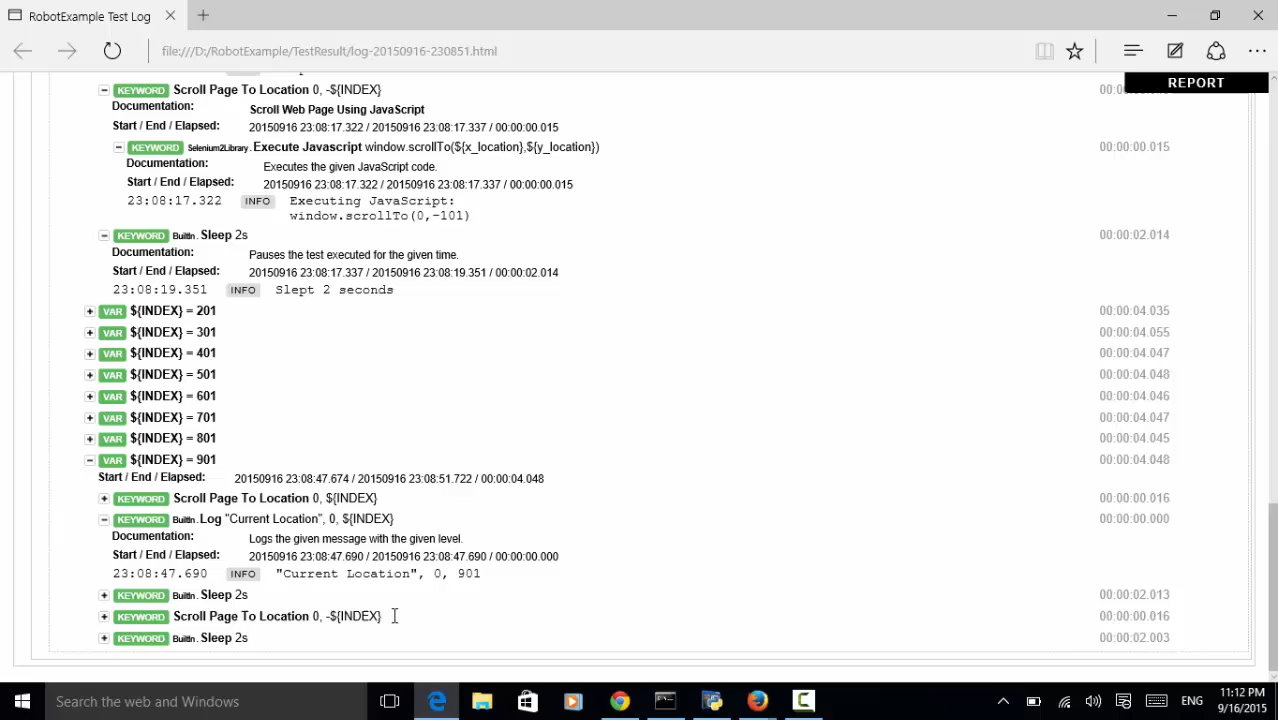 RobotExample Test Log
file:///D:/RobotExample/TestResult/log-20150916-230851.html
REPORT
KEYWORD Scroll Page To Location 0, -${INDEX}
Documentation: Scroll Web Page Using JavaScript
Start / End / Elapsed: 20150916 23:08:17.322 / 20150916 23:08:17.337 / 00:00:00.015
KEYWORD Selenium2Library.Execute Javascript window.scrollTo(${x_location},${y_location}) 00:00:00.015
Documentation: Executes the given JavaScript code.
Start / End / Elapsed: 20150916 23:08:17.322 / 20150916 23:08:17.337 / 00:00:00.015
23:08:17.322 INFO Executing JavaScript:
window.scrollTo(0,-101)
KEYWORD BuiltIn.Sleep 2s 00:00:02.014
Documentation: Pauses the test executed for the given time.
Start / End / Elapsed: 20150916 23:08:17.337 / 20150916 23:08:19.351 / 00:00:02.014
23:08:19.351 INFO Slept 2 seconds
VAR ${INDEX} = 201 00:00:04.035
VAR ${INDEX} = 301 00:00:04.055
VAR ${INDEX} = 401 00:00:04.047
VAR ${INDEX} = 501 00:00:04.048
VAR ${INDEX} = 601 00:00:04.046
VAR ${INDEX} = 701 00:00:04.047
VAR ${INDEX} = 801 00:00:04.045
VAR ${INDEX} = 901 00:00:04.048
Start / End / Elapsed: 20150916 23:08:47.674 / 20150916 23:08:51.722 / 00:00:04.048
KEYWORD Scroll Page To Location 0, ${INDEX} 00:00:00.016
KEYWORD BuiltIn.Log "Current Location", 0, ${INDEX} 00:00:00.000
Documentation: Logs the given message with the given level.
Start / End / Elapsed: 20150916 23:08:47.690 / 20150916 23:08:47.690 / 00:00:00.000
23:08:47.690 INFO "Current Location", 0, 901
KEYWORD BuiltIn.Sleep 2s 00:00:02.013
KEYWORD Scroll Page To Location 0, -${INDEX} 00:00:00.016
KEYWORD BuiltIn.Sleep 2s 00:00:02.003
Search the web and Windows
ENG
11:12 PM
9/16/2015